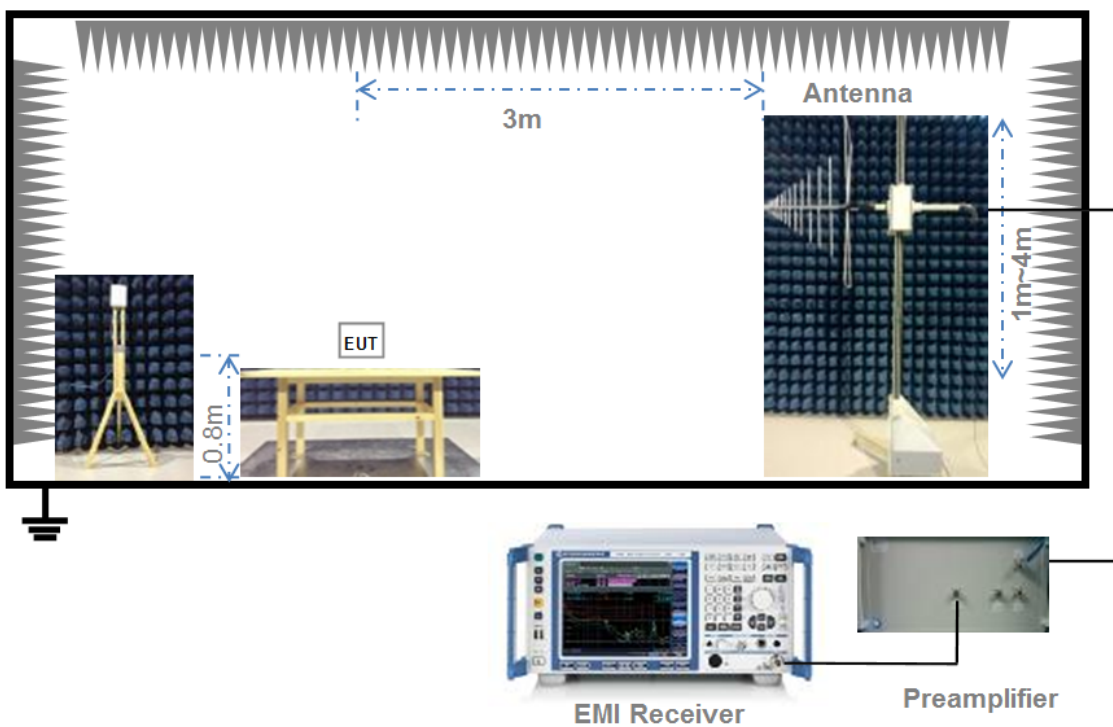 Antenna
3m
1m~4m
EUT
0.8m
Preamplifier
EMI Receiver